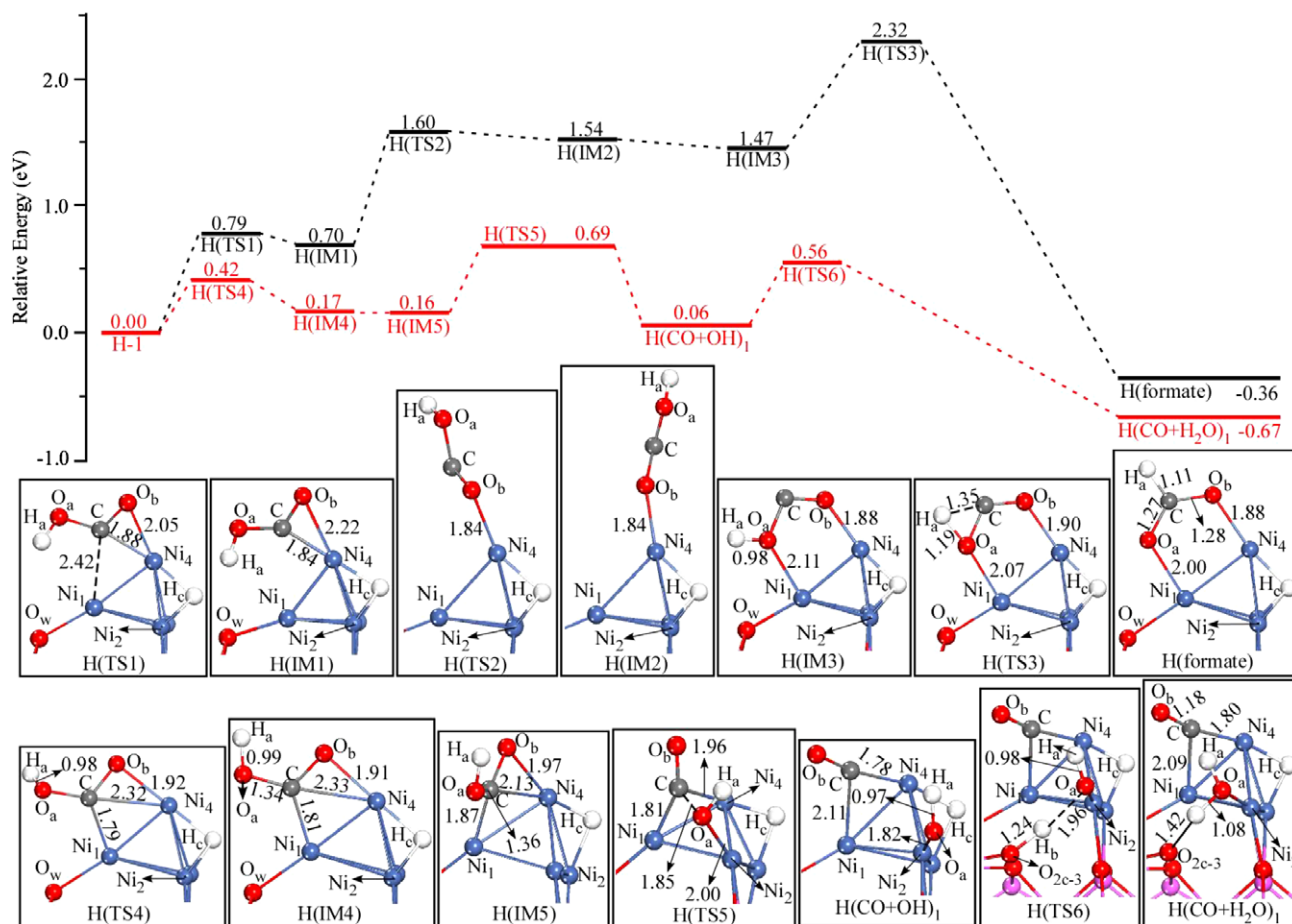 Relative Energy (eV)
2.0
1.0
0.0
-1.0
2.32
H(TS3)
1.60
H(TS2)
1.54
H(IM2)
1.47
H(IM3)
0.79
H(TS1)
0.70
H(IM1)
0.42
H(TS4)
0.17
H(IM4)
0.16
H(IM5)
H(TS5) 0.69
0.56
H(TS6)
0.00
H-1
0.06
H(CO+OH)1
H(formate) -0.36
H(CO+H2O)1 -0.67
Oa C Ob
Ha 1.88 2.05
2.42 Ni4
Ni1 Hc
Ow
Ni2
H(TS1)
Ob
Oa C 2.22
Ha 1.84 Ni4
Ni1 Hc
Ow
Ni2
H(IM1)
Ha Oa
C
Ob
1.84
Ni4
Ni1 Hc
Ni2
H(TS2)
Ha
Oa
C
Ob
1.84
Ni4
Ni1 Hc
Ni2
H(IM2)
C
Ha Oa Ob 1.88
0.98 2.11 Ni4
Ni1 Hc
Ow
Ni2
H(IM3)
1.35 C Ob
Ha
1.19 Oa 1.90
2.07 Ni4
Ni1 Hc
Ow
Ni2
H(TS3)
Ha 1.11 Ob
1.27 C 1.88
Oa 1.28
2.00 Ni4
Ni1 Hc
Ow
Ni2
H(formate)
Ha 0.98 Ob
Oa C 1.92
2.32 Ni4
1.79
Ni1 Hc
Ow
Ni2
H(TS4)
Ha
0.99 Ob
1.34 C 1.91
Oa 2.33 Ni4
1.81
Ni1 Hc
Ow
Ni2
H(IM4)
Ha Ob
Oa C 1.97
2.13 Ni4
1.87 Hc
Ni1 1.36
Ni2
H(IM5)
Ob 1.96
C Ha Ni4
1.81 Hc
Ni1 Oa
1.85 2.00 Ni2
H(TS5)
Ob C 1.78 Ni4
2.11 0.97 Ha
1.82 Hc
Ni1
Ni2 Oa
H(CO+OH)1
Ob C Ni4
0.98 Ha Hc
Oa
Ni1
1.24 1.96 Ni2
Hb
O2c-3
H(TS6)
Ob 1.18
C 1.80 Ni4
2.09 Ha Hc
Ni1 Oa
1.42 1.08
O2c-3
H(CO+H2O)1